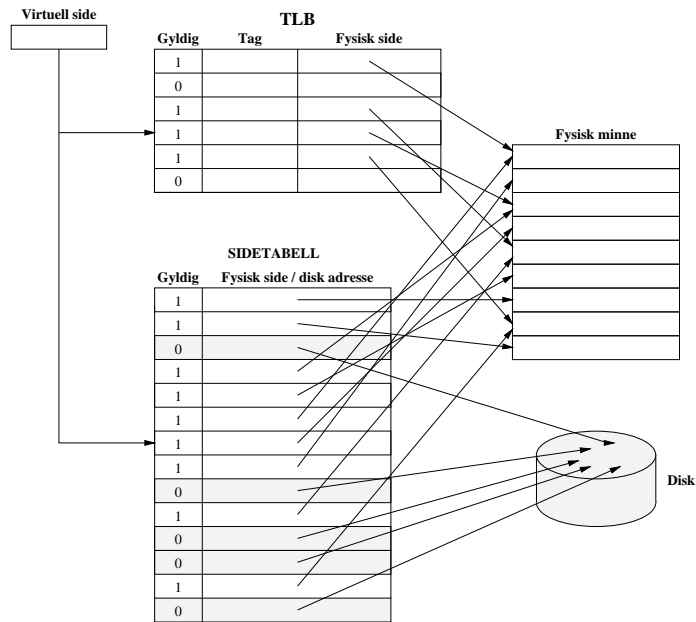 Virtuell side
TLB
Gyldig Tag Fysisk side
1
0
1
1
1
0
Fysisk minne
SIDETABELL
Gyldig Fysisk side / disk adresse
1
1
0
1
1
1
1
1
0
1
0
0
1
0
Disk